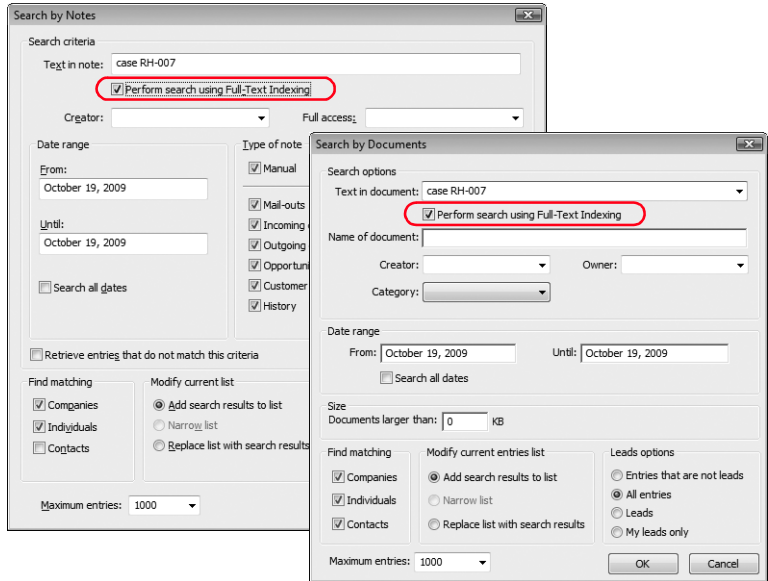 Search by Notes
Search criteria
Text in note: case RH-007
Perform search using Full-Text Indexing
Creator: Full access:
Date range
From:
October 19, 2009
Until:
October 19, 2009
Search all dates
Type of note
Manual
Mail-outs
Incoming
Outgoing
Opportuni
Customer
History
Retrieve entries that do not match this criteria
Find matching
Companies
Individuals
Contacts
Modify current list
Add search results to list
Narrow list
Replace list with search results
Maximum entries: 1000
Search by Documents
Search options
Text in document: case RH-007
Perform search using Full-Text Indexing
Name of document:
Creator: Owner:
Category:
Date range
From: October 19, 2009 Until: October 19, 2009
Search all dates
Size
Documents larger than: 0 KB
Find matching
Companies
Individuals
Contacts
Modify current entries list
Add search results to list
Narrow list
Replace list with search results
Leads options
Entries that are not leads
All entries
Leads
My leads only
Maximum entries: 1000
OK Cancel